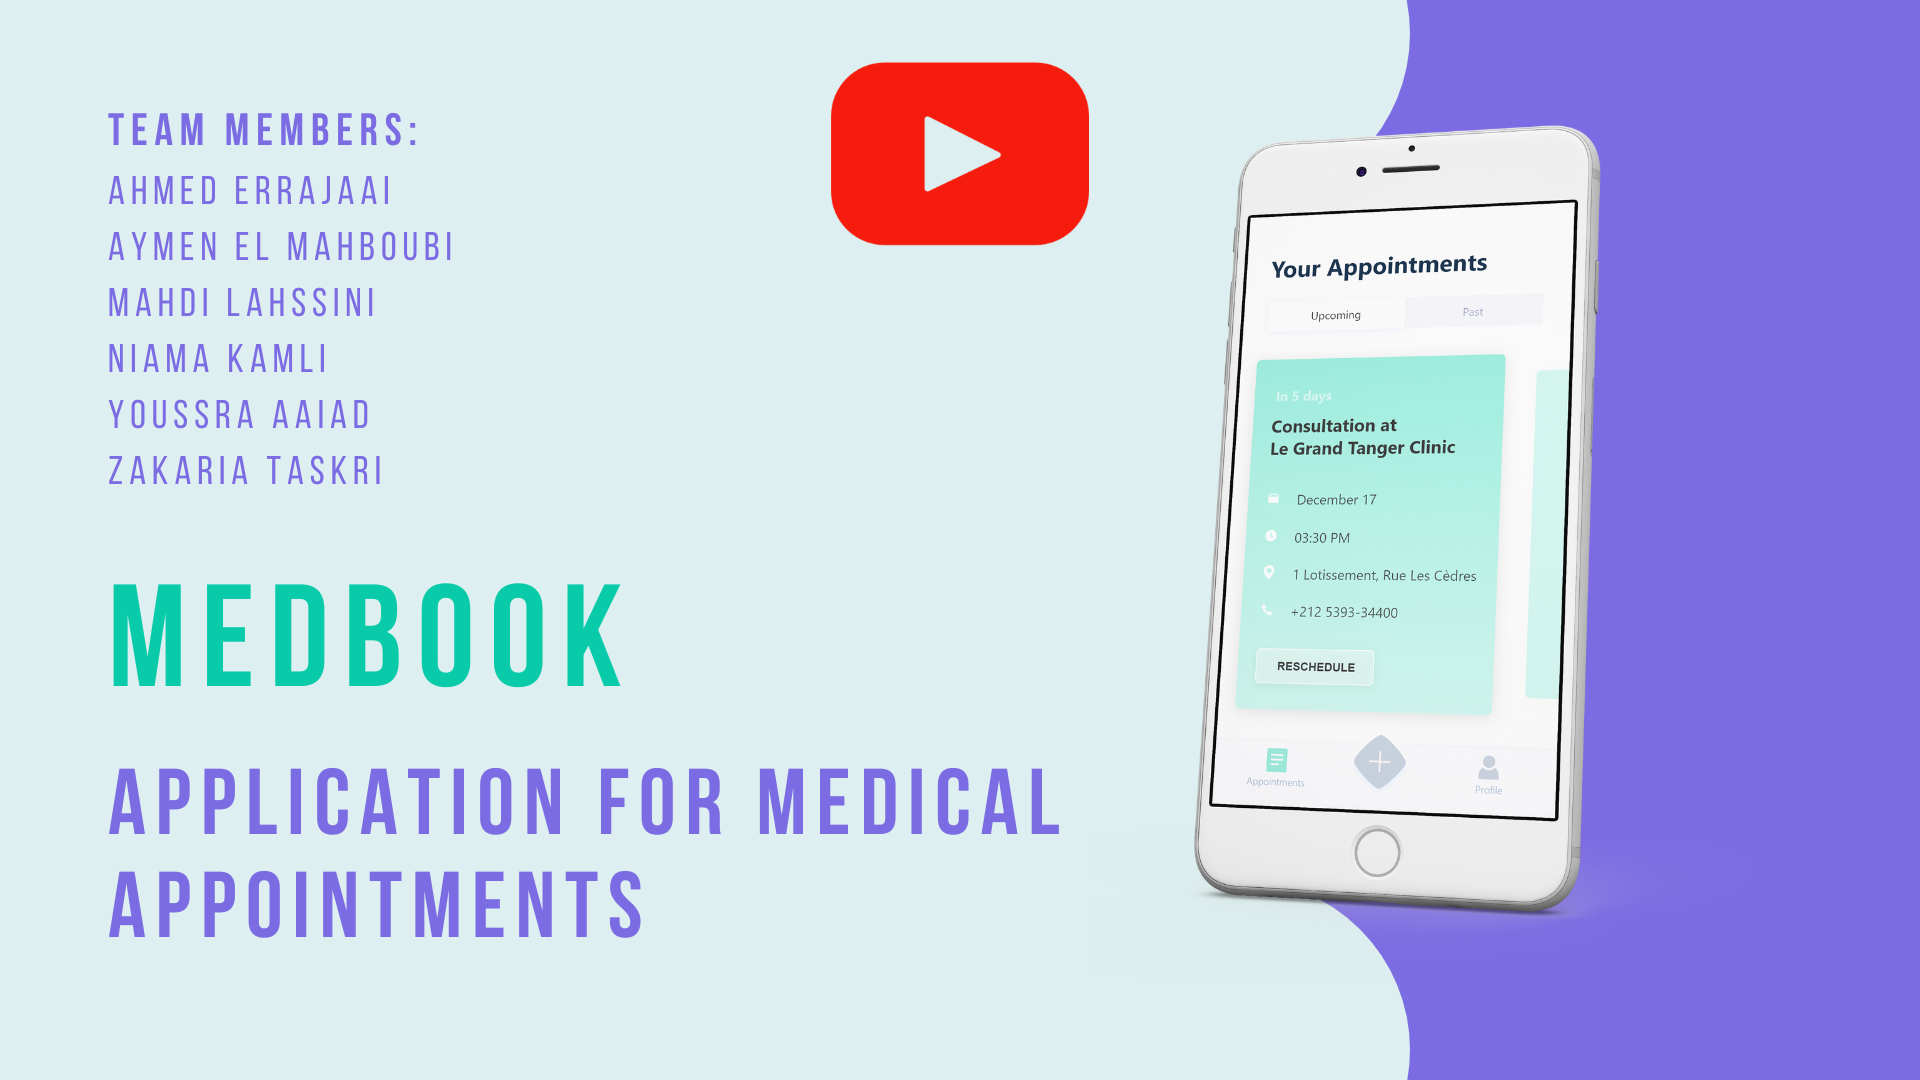 TEAM MEMBERS:
AHMED ERRAJAAI
AYMEN EL MAHBOUBI
MAHDI LAHSSINI
NIAMA KAMLI
YOUSSRA AAIAD
ZAKARIA TASKRI
MEDBOOK
APPLICATION FOR MEDICAL
APPOINTMENTS
Your Appointments
Upcoming
Past
In 5 days
Consultation at
Le Grand Tanger Clinic
December 17
03:30 PM
1 Lotissement, Rue Les Cèdres
+212 5393-34400
RESCHEDULE
Appointments
Profile